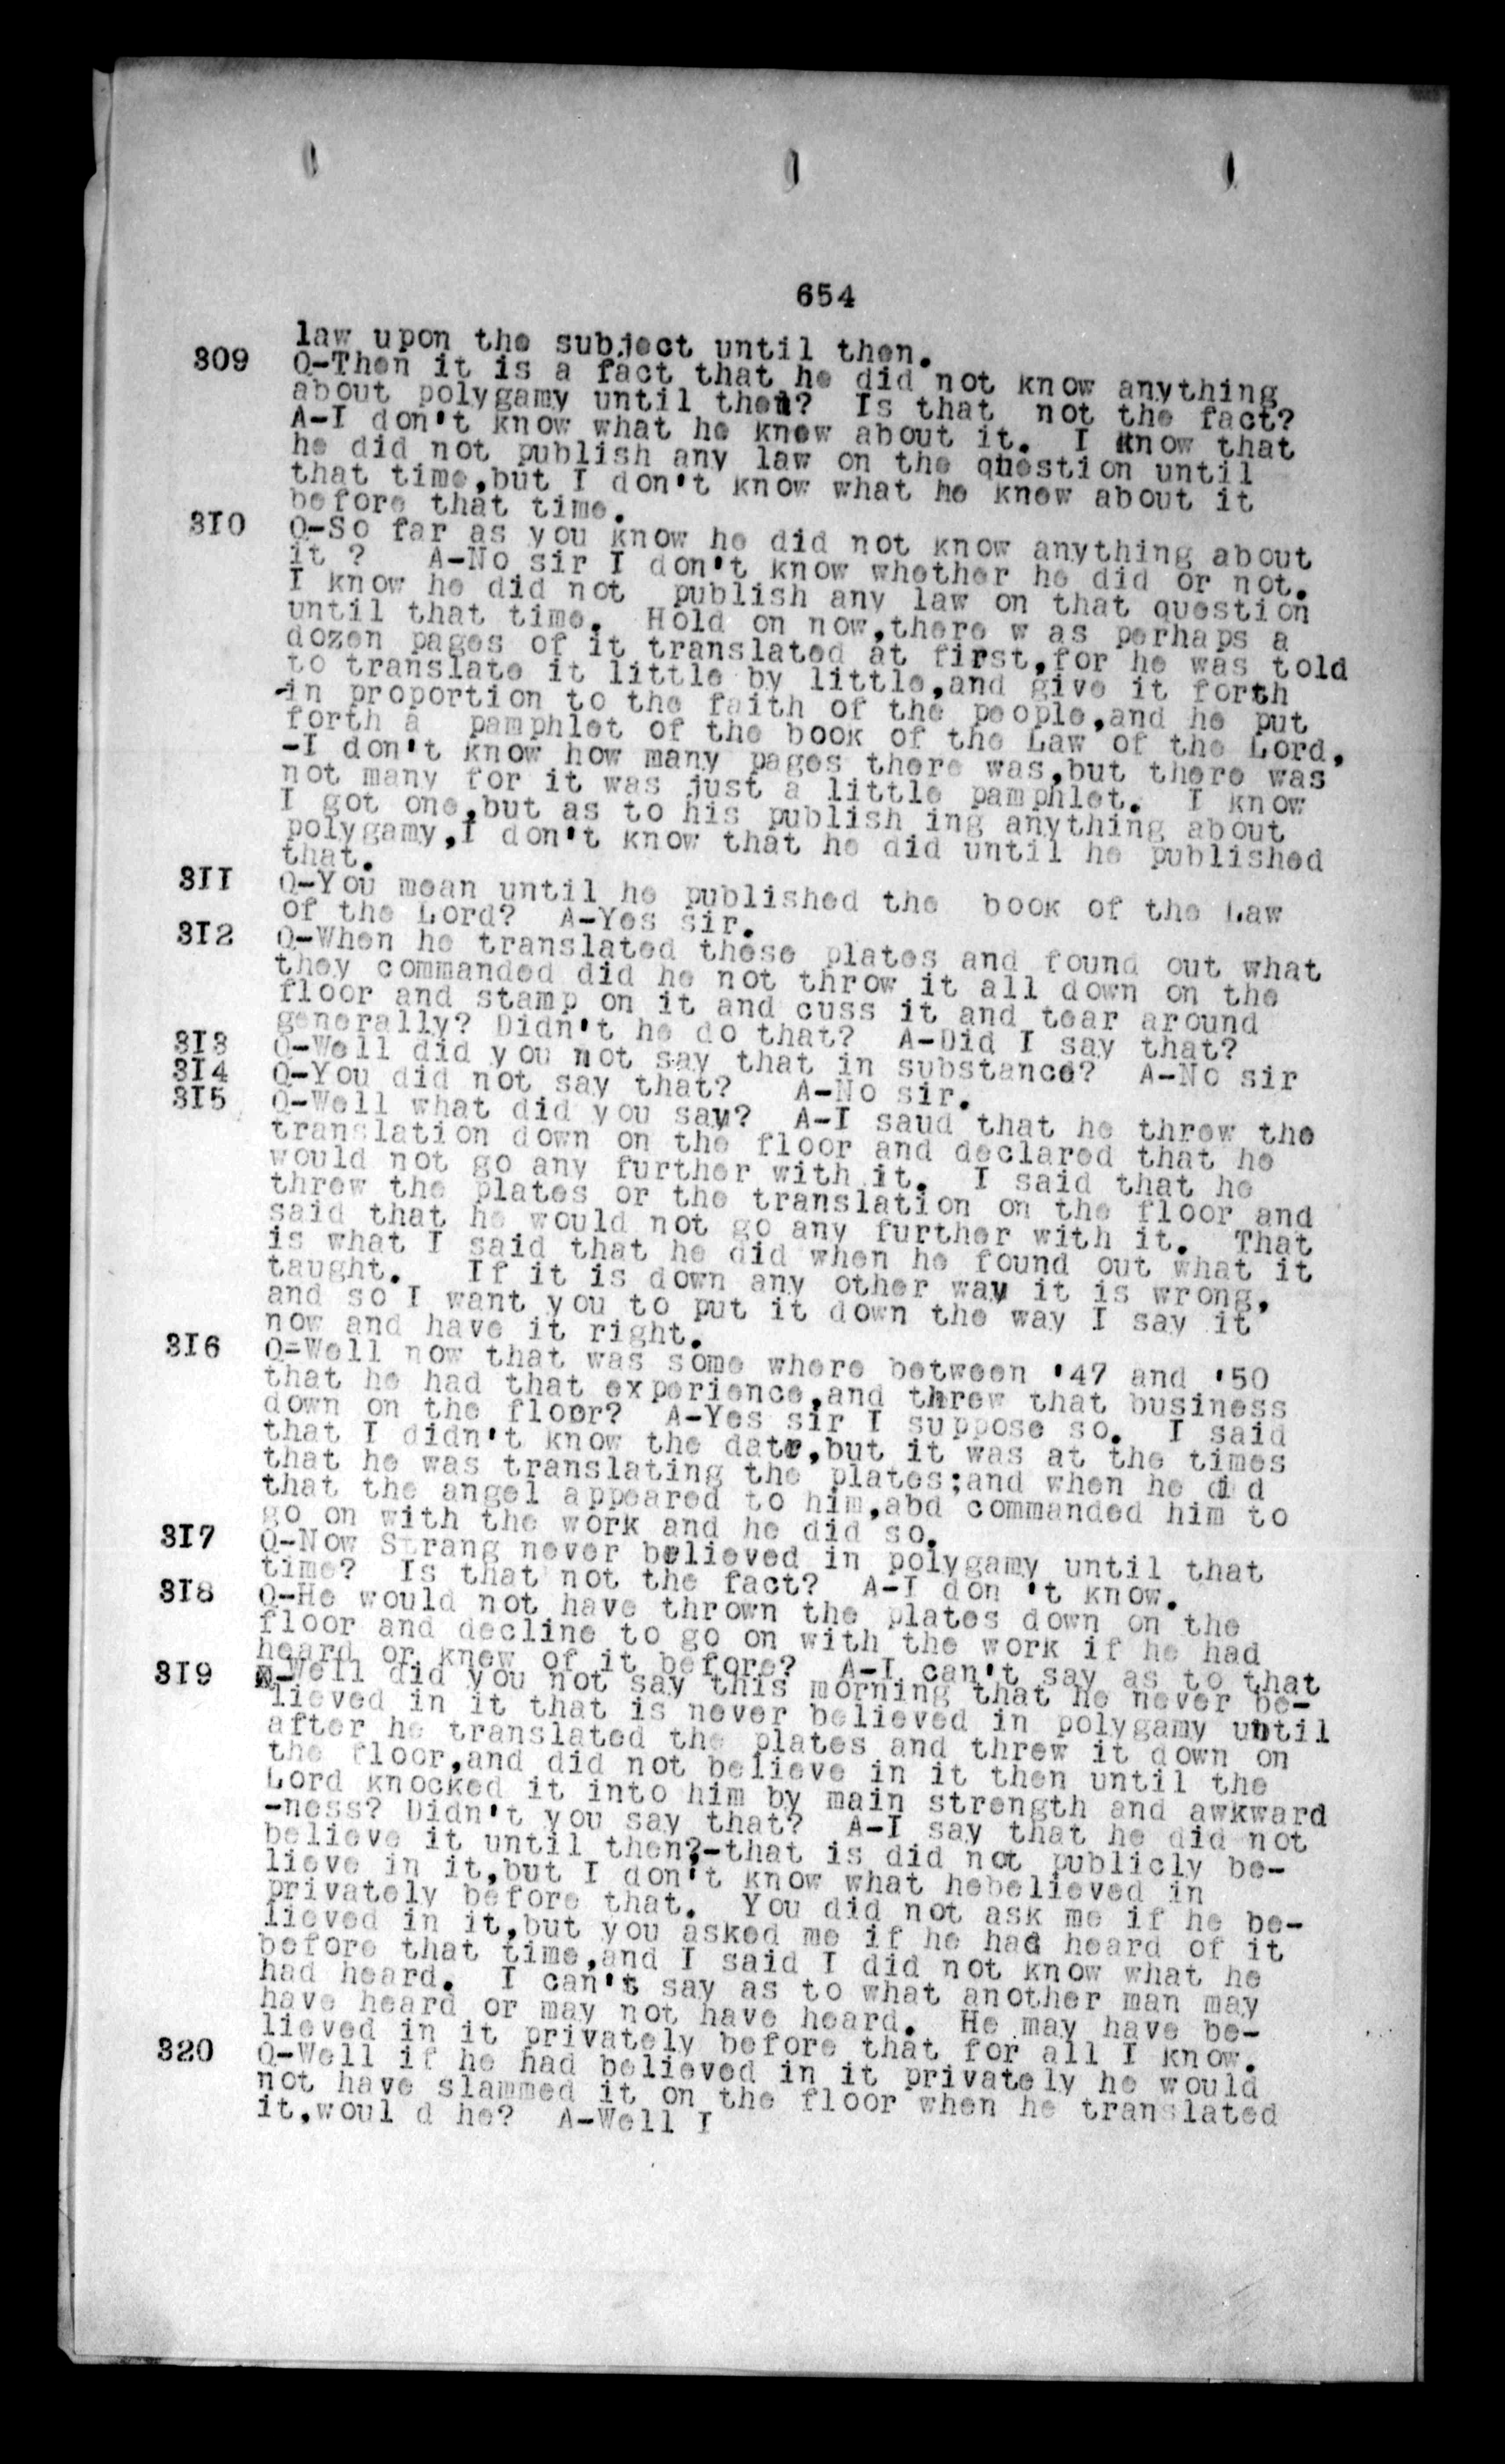 654
law upon the subject until then.
309 Q-Then it is a fact that he did not know anything
about polygamy until then? Is that not the fact?
A-I don't know what he knew about it. I know that
he did not publish any law on the question until
that time,but I don't know what he knew about it
before that time.
310 Q-So far as you know he did not know anything about
it ? A-No sir I don't know whether he did or not.
I know he did not publish any law on that question
until that time. Hold on now,there w as perhaps a
dozen pages of it translated at first,for he was told
to translate it little by little,and give it forth
-in proportion to the faith of the people,and he put
forth a pamphlet of the book of the Law of the Lord,
-I don't know how many pages there was,but there was
not many for it was just a little pamphlet. I know
I got one,but as to his publish ing anything about
polygamy,I don't know that he did until he published
that.
311 Q-You mean until he published the book of the Law
of the Lord? A-Yes sir.
312 Q-When he translated these plates and found out what
they commanded did he not throw it all down on the
floor and stamp on it and cuss it and tear around
generally? Didn't he do that? A-Did I say that?
313 Q-Well did you not say that in substance? A-No sir
314 Q-You did not say that? A-No sir.
315 Q-Well what did you say? A-I saud that he threw the
translation down on the floor and declared that he
would not go any further with it. I said that he
threw the plates or the translation on the floor and
said that he would not go any further with it. That
is what I said that he did when he found out what it
taught. If it is down any other way it is wrong,
and so I want you to put it down the way I say it
now and have it right.
316 Q=Well now that was some where between '47 and '50
that he had that experience,and threw that business
down on the floor? A-Yes sir I suppose so. I said
that I didn't know the date,but it was at the times
that he was translating the plates;and when he did
that the angel appeared to him,abd commanded him to
go on with the work and he did so.
317 Q-Now Strang never believed in polygamy until that
time? Is that not the fact? A-I don 't know.
318 Q-He would not have thrown the plates down on the
floor and decline to go on with the work if he had
heard or knew of it before? A-I can't say as to that
319 Q-Well did you not say this morning that he never be-
lieved in it that is never believed in polygamy until
after he translated the plates and threw it down on
the floor,and did not believe in it then until the
Lord knocked it into him by main strength and awkward
-ness? Didn't you say that? A-I say that he did not
believe it until then?-that is did not publicly be-
lieve in it,but I don't know what hebelieved in
privately before that. You did not ask me if he be-
lieved in it,but you asked me if he had heard of it
before that time,and I said I did not know what he
had heard. I can't say as to what another man may
have heard or may not have heard. He may have be-
lieved in it privately before that for all I know.
320 Q-Well if he had believed in it privately he would
not have slammed it on the floor when he translated
it,woul d he? A-Well I